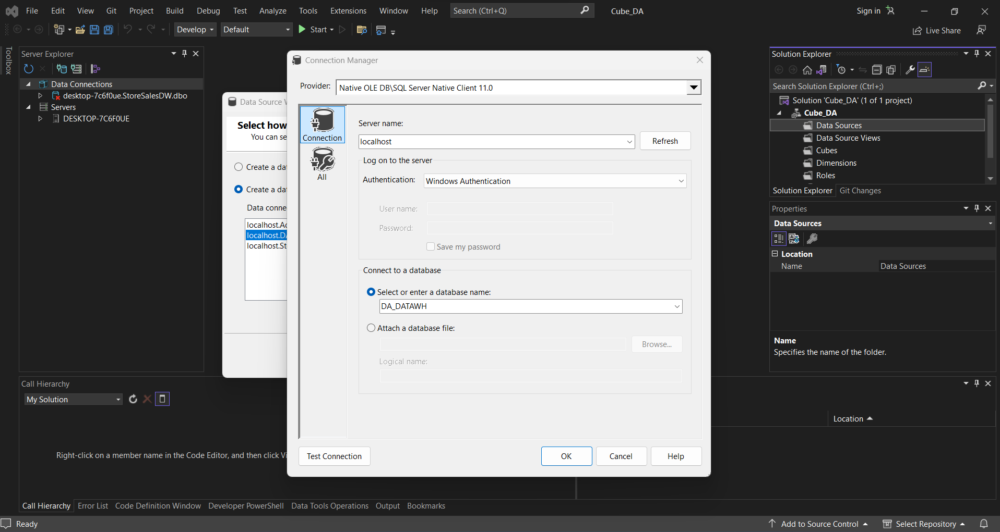 File Edit View Git Project Build Debug Test Analyze Tools Extensions Window Help Search (Ctrl+Q) Cube_DA Sign in
Develop Default Start Live Share
Toolbox
Server Explorer
Data Connections
desktop-7c6f0ue.StoreSalesDW.dbo
Servers
DESKTOP-7C6F0UE
Data Source
Select how
You can se
Create a dat
Create a dat
Data conne
localhost.Ad
localhost.DA
localhost.St
Connection Manager
Provider: Native OLE DB\SQL Server Native Client 11.0
Connection
All
Server name:
localhost Refresh
Log on to the server
Authentication: Windows Authentication
User name:
Password:
Save my password
Connect to a database
Select or enter a database name:
DA_DATAWH
Attach a database file:
Browse...
Logical name:
Test Connection OK Cancel Help
Solution Explorer
Search Solution Explorer (Ctrl+;)
Solution 'Cube_DA' (1 of 1 project)
Cube_DA
Data Sources
Data Source Views
Cubes
Dimensions
Roles
Solution Explorer Git Changes
Properties
Data Sources
Location
Name Data Sources
Name
Specifies the name of the folder.
Call Hierarchy
My Solution
Location
Right-click on a member name in the Code Editor, and then click Vi
Call Hierarchy Error List Code Definition Window Developer PowerShell Data Tools Operations Output Bookmarks
Ready Add to Source Control Select Repository